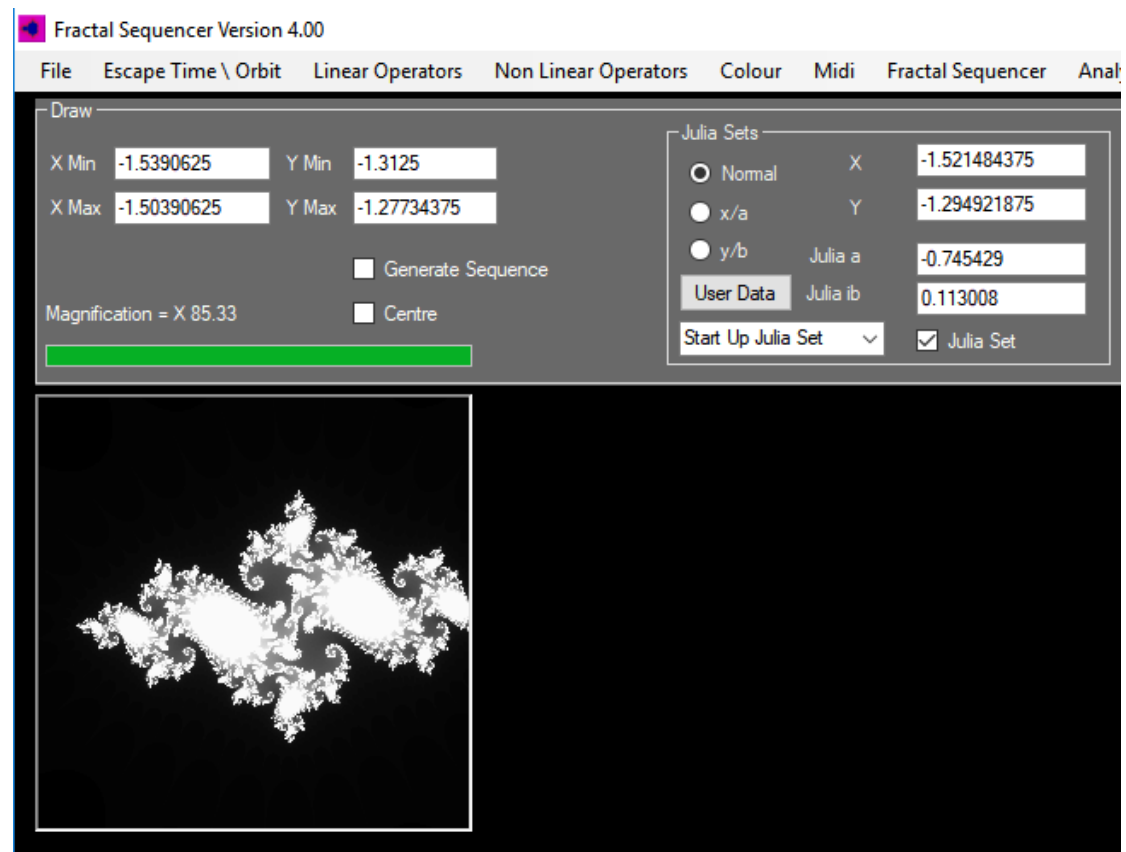 Fractal Sequencer Version 4.00
File Escape Time \ Orbit Linear Operators Non Linear Operators Colour Midi Fractal Sequencer
Draw
X Min -1.5390625 Y Min -1.3125
X Max -1.50390625 Y Max -1.27734375
Generate Sequence
Magnification = X 85.33 Centre
Julia Sets
Normal X -1.521484375
x/a Y -1.294921875
y/b Julia a -0.745429
User Data Julia ib 0.113008
Start Up Julia Set Julia Set